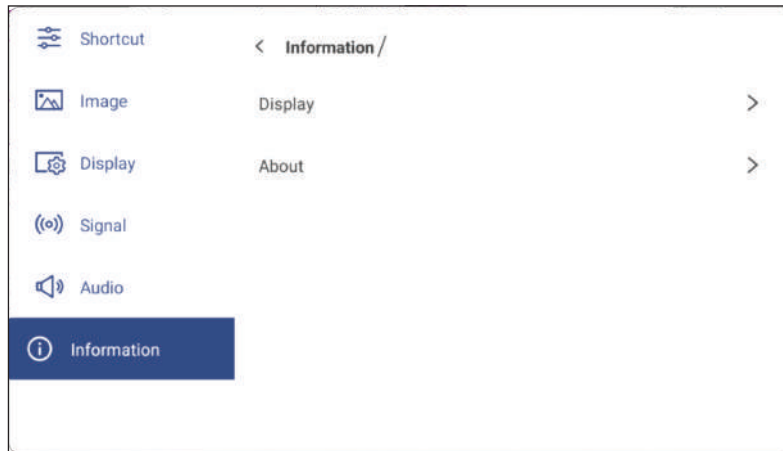 Shortcut
Image
Display
Signal
Audio
Information
< Information /
Display >
About >